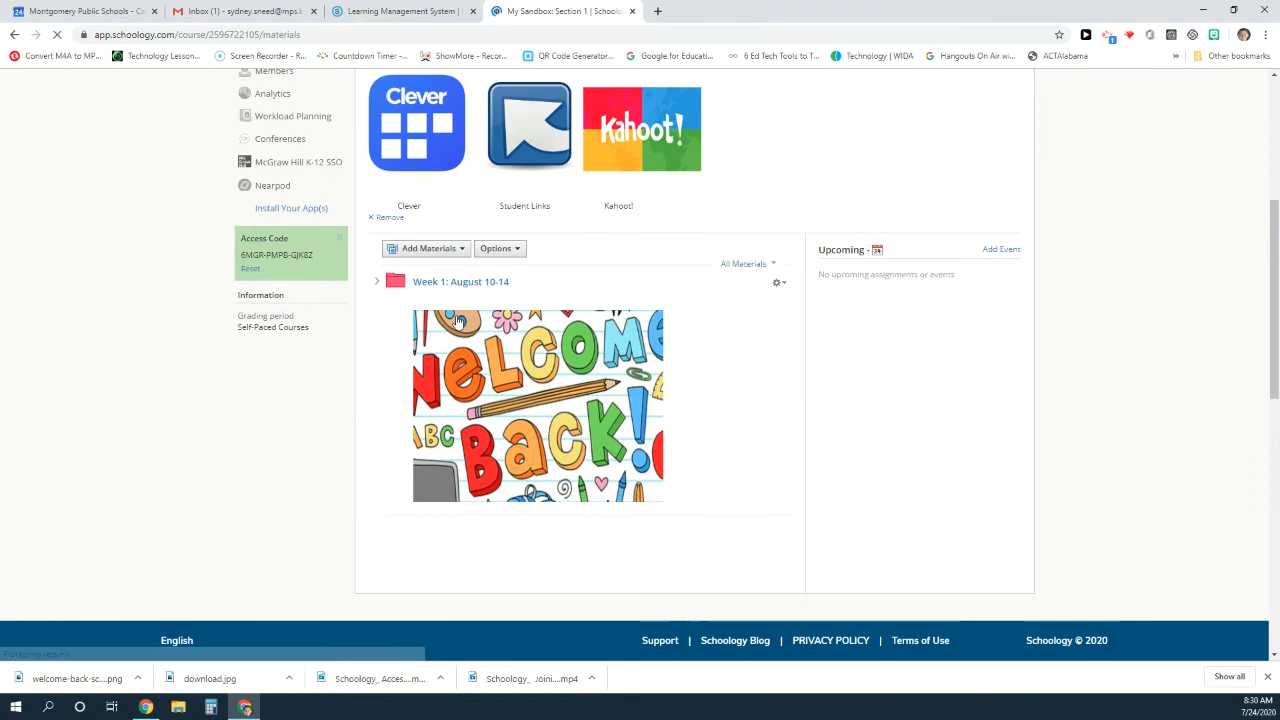 Montgomery Public Schools - Ca
Inbox (1) - sydney.sneed@mps.k
Learning Management System |
My Sandbox: Section 1 | Schoolo
app.schoology.com/course/2596722105/materials
Convert M4A to MP...
Technology Lesson...
Screen Recorder - R...
Countdown Timer -...
ShowMore - Recor...
QR Code Generator...
Google for Educati...
6 Ed Tech Tools to T...
Technology | WIDA
Hangouts On Air wi...
ACTAlabama
»
Other bookmarks
Members
Analytics
Workload Planning
Conferences
McGraw Hill K-12 SSO
Nearpod
Install Your App(s)
Access Code
6MGR-PMPB-GJK8Z
Reset
Information
Grading period
Self-Paced Courses
Clever
Kahoot!
Clever
Student Links
Kahoot!
× Remove
Add Materials
Options
All Materials
Week 1: August 10-14
WELCOME
ABC
BACK!
Upcoming
Add Event
No upcoming assignments or events
English
Support | Schoology Blog | PRIVACY POLICY | Terms of Use
Schoology © 2020
welcome-back-sc....png
download.jpg
Schoology_ Acces....m...
Schoology_ Joini....mp4
Show all
8:30 AM
7/24/2020